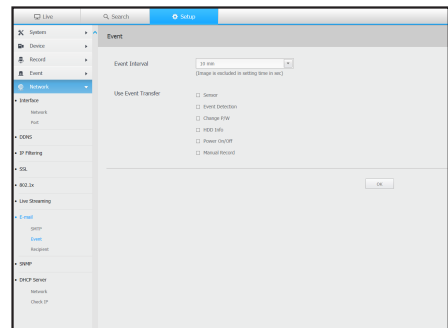 Live
Search
Setup
System
Device
Record
Event
Network
Interface
Network
Port
DDNS
IP Filtering
SSL
802.1x
Live Streaming
E-mail
SMTP
Event
Recipient
SNMP
DHCP Server
Network
Check IP
Event
Event Interval
10 min
(Image is excluded in setting time in sec)
Use Event Transfer
Sensor
Event Detection
Change P/W
HDD Info
Power On/Off
Manual Record
OK